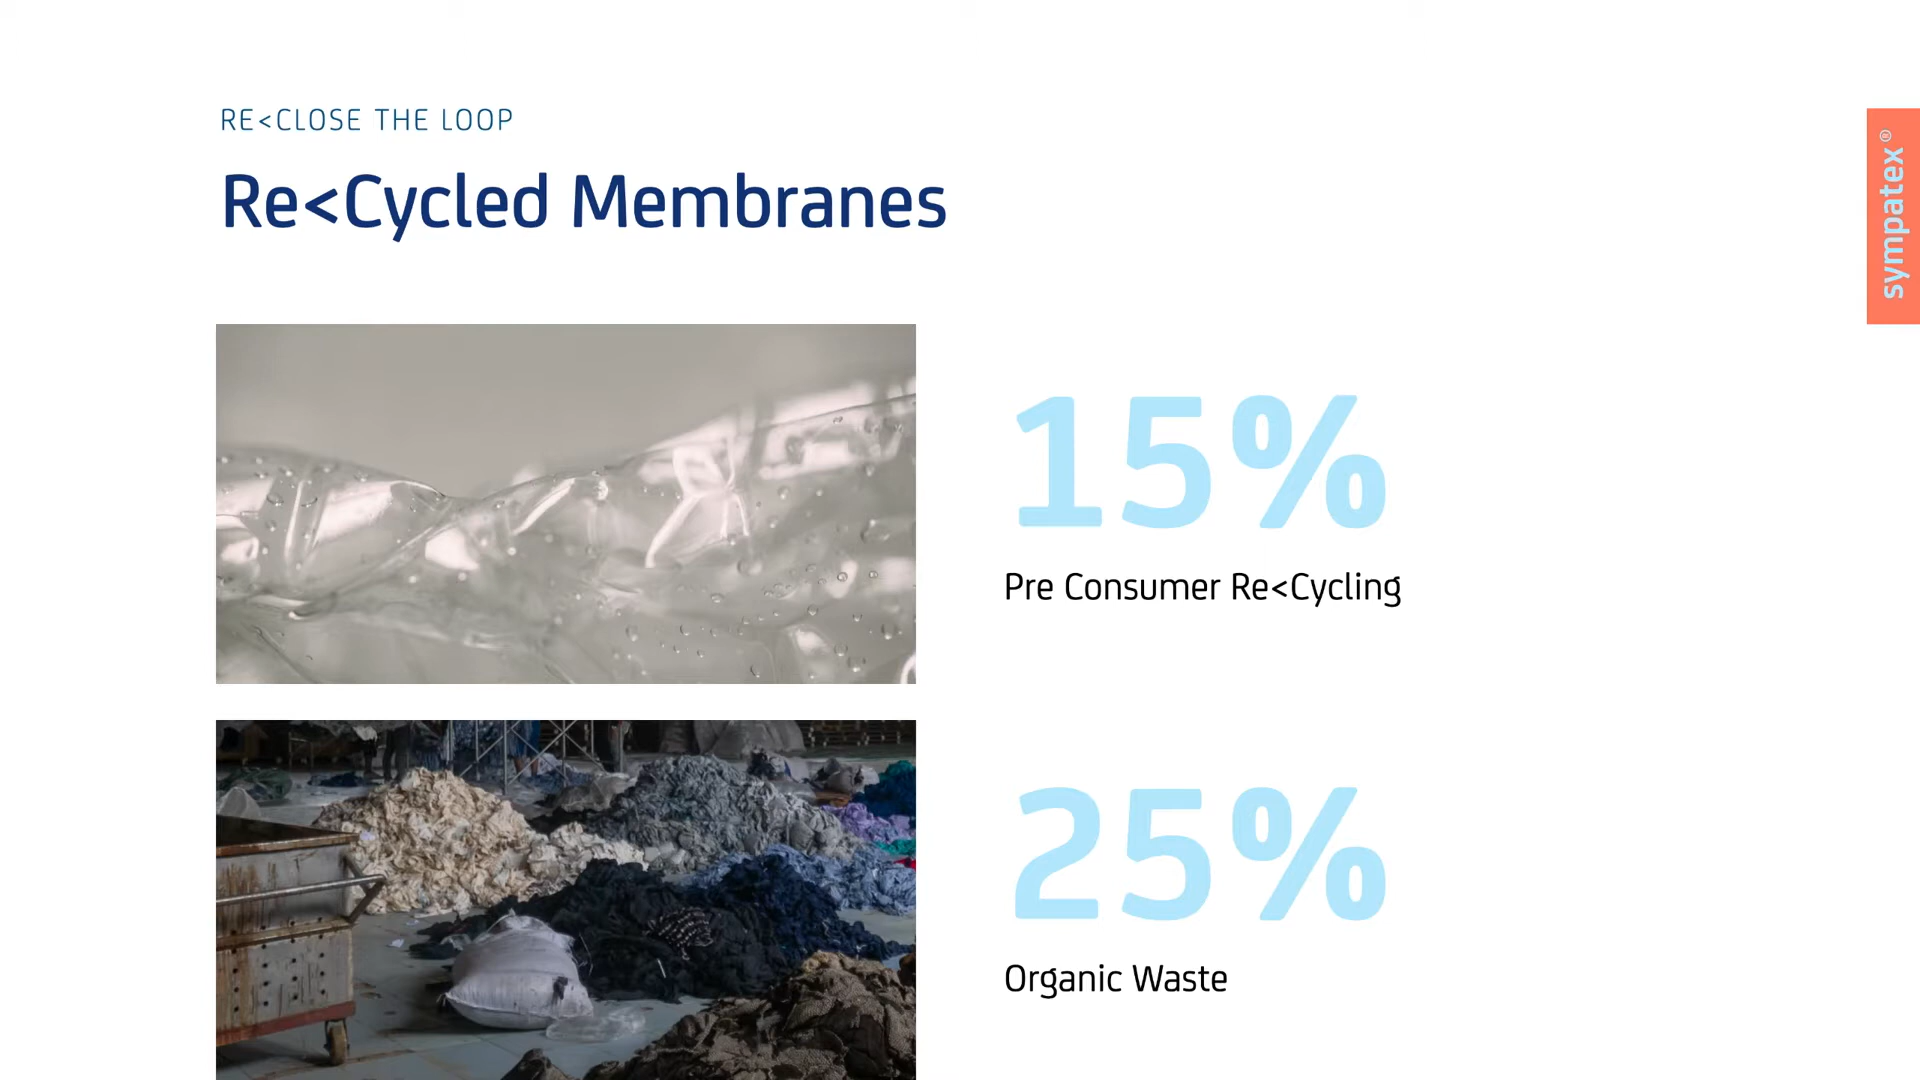 RE<CLOSE THE LOOP
Re<Cycled Membranes
sympatex®
15%
Pre Consumer Re<Cycling
25%
Organic Waste